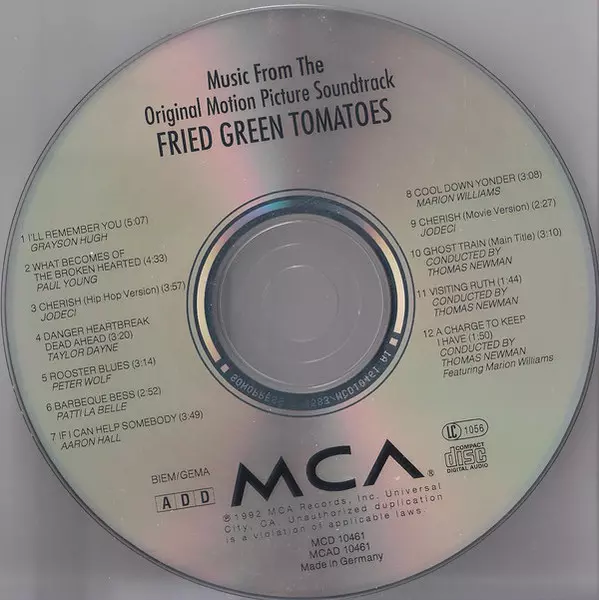 Music From The
Original Motion Picture Soundtrack
FRIED GREEN TOMATOES
1 I'LL REMEMBER YOU (5:07)
GRAYSON HUGH
2 WHAT BECOMES OF
THE BROKEN HEARTED (4:33)
PAUL YOUNG
3 CHERISH (Hip Hop Version) (3:57)
JODECI
4 DANGER HEARTBREAK
DEAD AHEAD (3:20)
TAYLOR DAYNE
5 ROOSTER BLUES (3:14)
PETER WOLF
6 BARBEQUE BESS (2:52)
PATTI LA BELLE
7 IF I CAN HELP SOMEBODY (3:49)
AARON HALL
8 COOL DOWN YONDER (3:08)
MARION WILLIAMS
9 CHERISH (Movie Version) (2:27)
JODECI
10 GHOST TRAIN (Main Title) (3:10)
CONDUCTED BY
THOMAS NEWMAN
11 VISITING RUTH (1:44)
CONDUCTED BY
THOMAS NEWMAN
12 A CHARGE TO KEEP
I HAVE (1:50)
CONDUCTED BY
THOMAS NEWMAN
Featuring Marion Williams
BIEM/GEMA
ADD
MCA®
LC 1056
COMPACT
disc
DIGITAL AUDIO
℗1992 MCA Records, Inc. Universal
City, CA. Unauthorized duplication
is a violation of applicable laws.
MCD 10461
MCAD 10461
Made in Germany